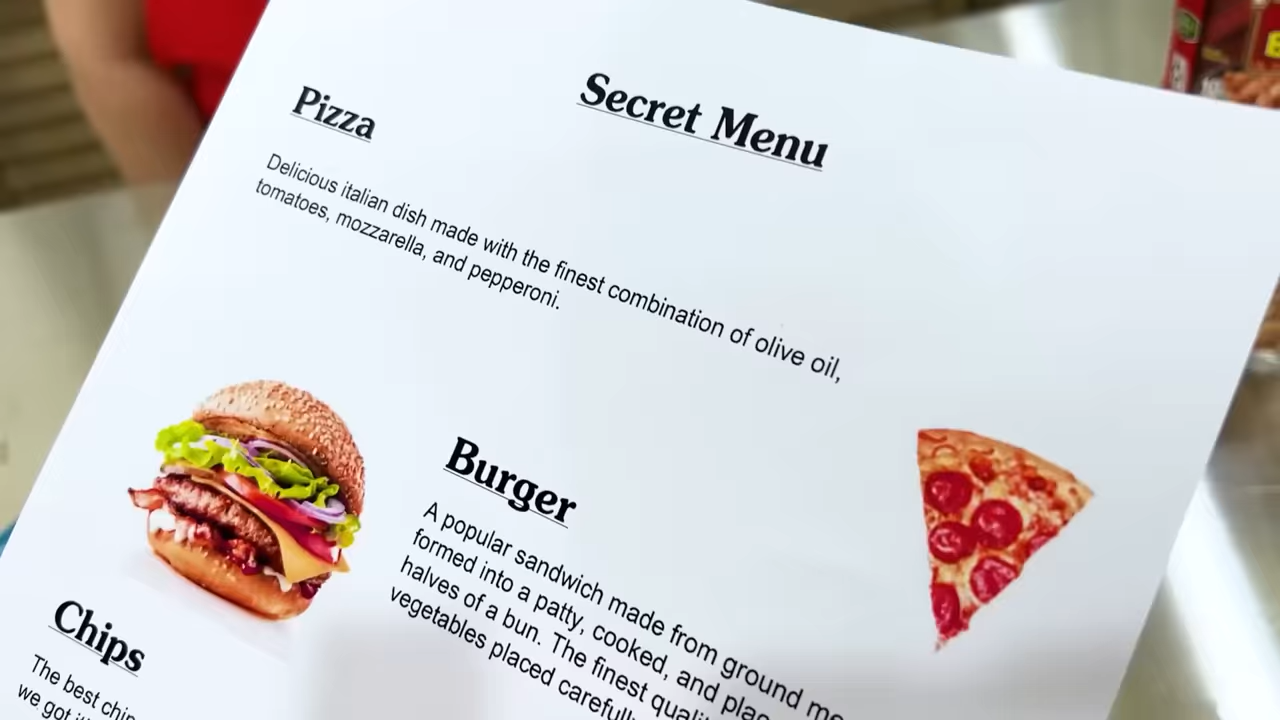 Secret Menu
Pizza
Delicious italian dish made with the finest combination of olive oil,
tomatoes, mozzarella, and pepperoni.
Burger
A popular sandwich made from ground
formed into a patty, cooked, and
halves of a bun. The finest
vegetables placed
Chips
The best
we got